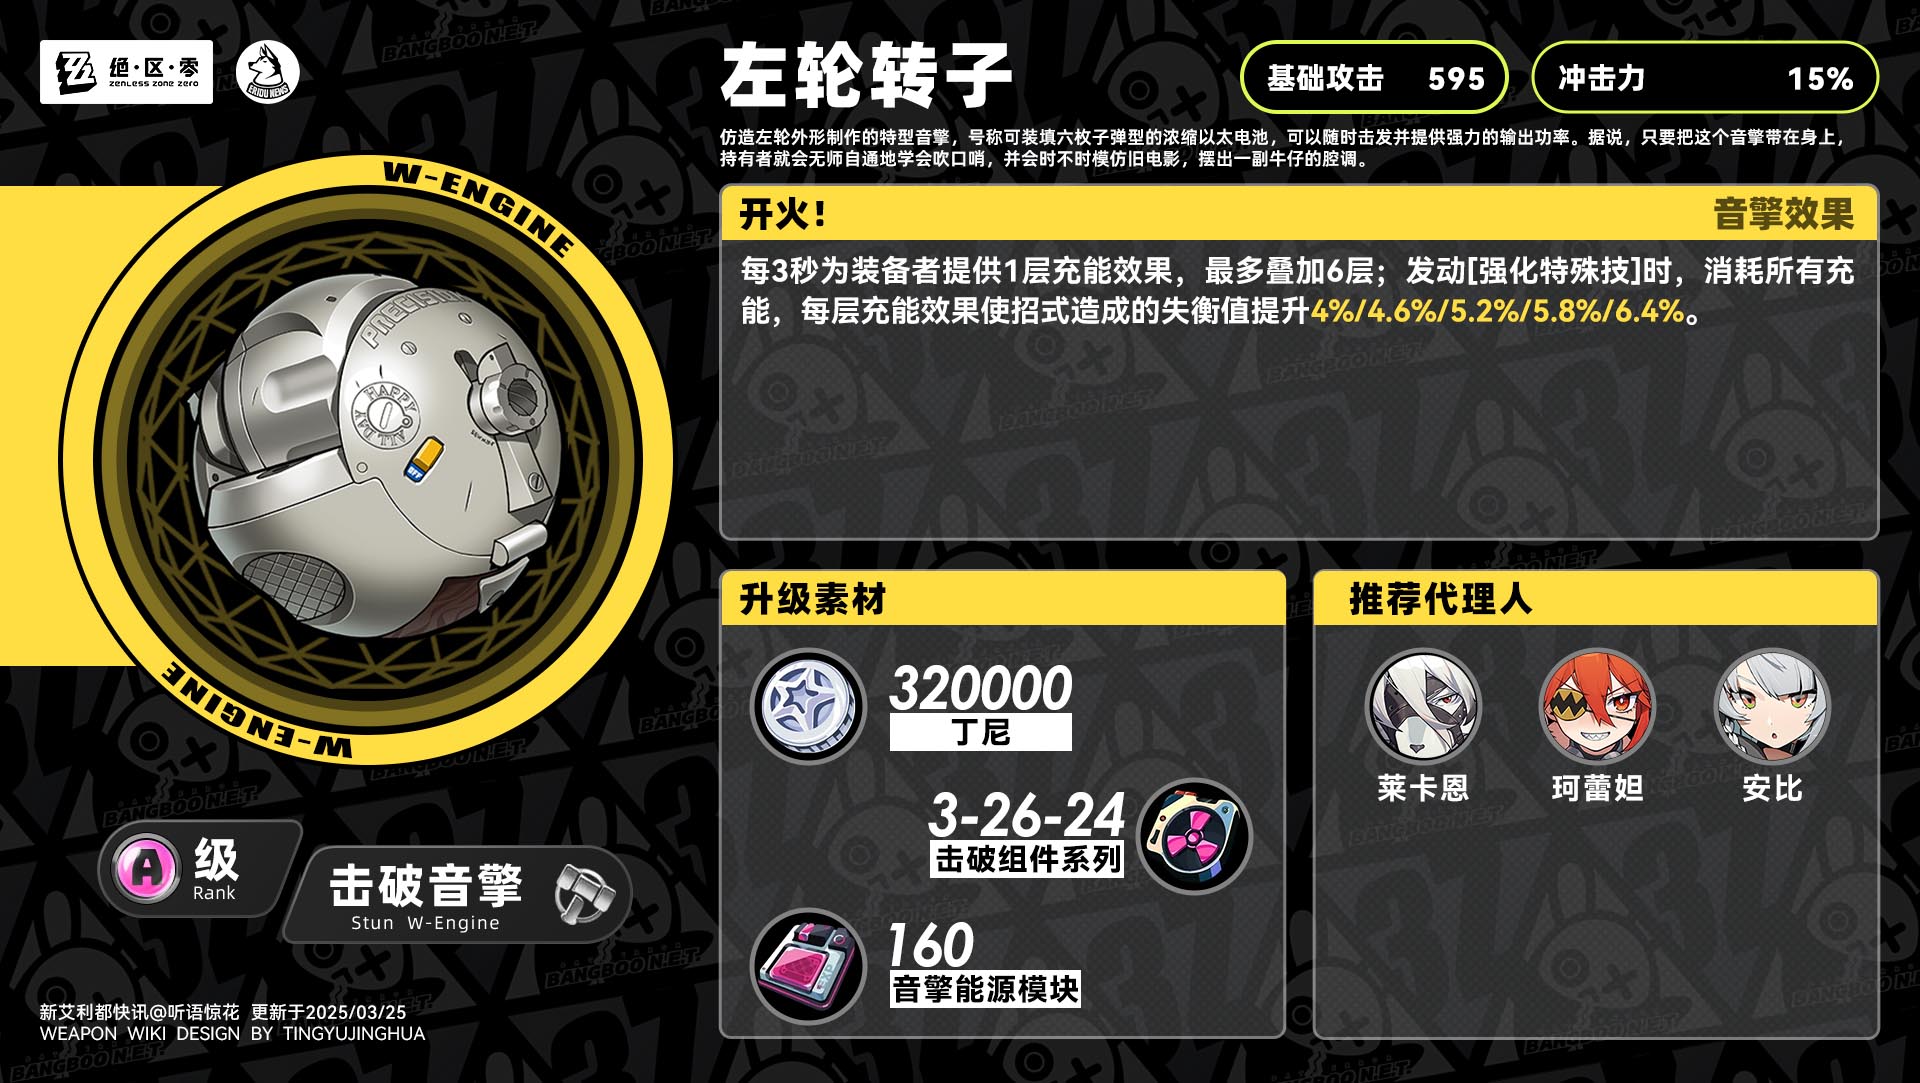 绝·区·零
ZENLESS ZONE ZERO
ERIDU NEWS
左轮转子
基础攻击 595
冲击力 15%
仿造左轮外形制作的特型音擎，号称可装填六枚子弹型的浓缩以太电池，可以随时击发并提供强力的输出功率。据说，只要把这个音擎带在身上，
持有者就会无师自通地学会吹口哨，并会时不时模仿旧电影，摆出一副牛仔的腔调。
W-ENGINE
PRECISION
HAPPY
ALL DAY
OFF
W-ENGINE
开火！
音擎效果
每3秒为装备者提供1层充能效果，最多叠加6层；发动[强化特殊技]时，消耗所有充
能，每层充能效果使招式造成的失衡值提升4%/4.6%/5.2%/5.8%/6.4%。
升级素材
320000
丁尼
3-26-24
击破组件系列
160
音擎能源模块
推荐代理人
莱卡恩
珂蕾妲
安比
A
级
Rank
击破音擎
Stun W-Engine
新艾利都快讯@听语惊花 更新于2025/03/25
WEAPON WIKI DESIGN BY TINGYUJINGHUA
BANGBOO N.E.T.